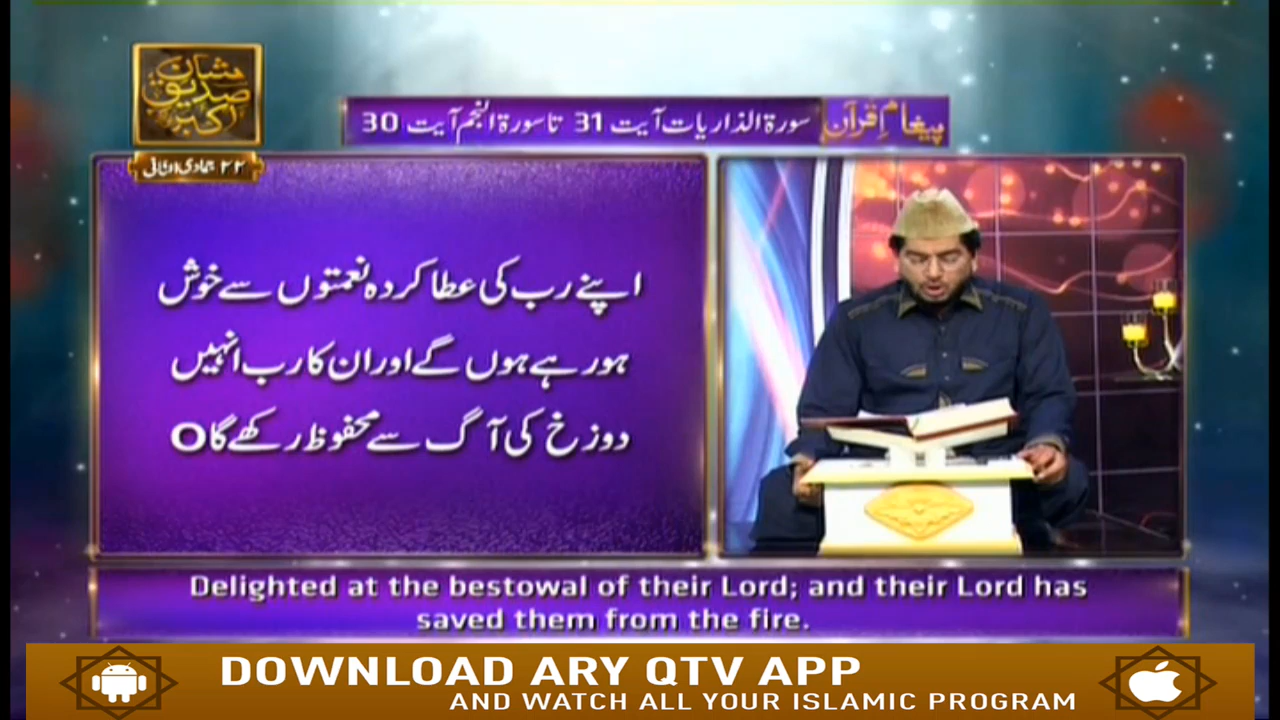 شان
صدیق
اکبر
۲۲ جمادی الثانی
پیغامِ قرآن
سورۃ الذاریات آیت 31 تا سورۃ النجم آیت 30
اپنے رب کی عطا کردہ نعمتوں سے خوش
ہو رہے ہوں گے اور ان کا رب انہیں
دوزخ کی آگ سے محفوظ رکھے گا O
Delighted at the bestowal of their Lord; and their Lord has
saved them from the fire.
DOWNLOAD ARY QTV APP
AND WATCH ALL YOUR ISLAMIC PROGRAM